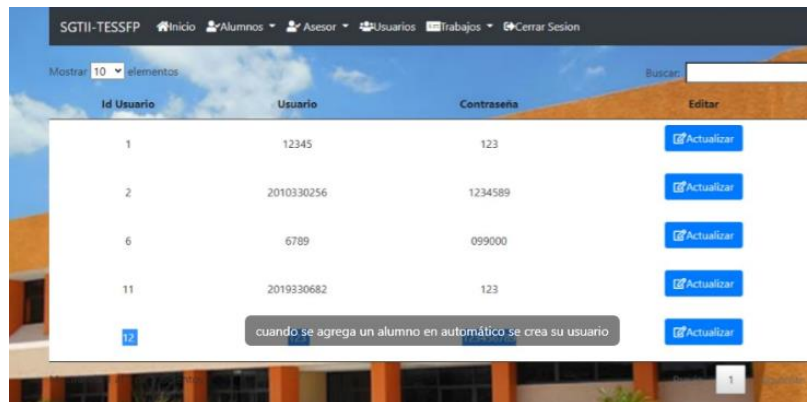 SGTII-TESSFP Inicio Alumnos Asesor Usuarios Trabajos Cerrar Sesion
Mostrar 10 elementos Buscar:
Id Usuario Usuario Contraseña Editar
1 12345 123 Actualizar
2 2010330256 1234589 Actualizar
6 6789 099000 Actualizar
11 2019330682 123 Actualizar
12 Actualizar
cuando se agrega un alumno en automático se crea su usuario
1